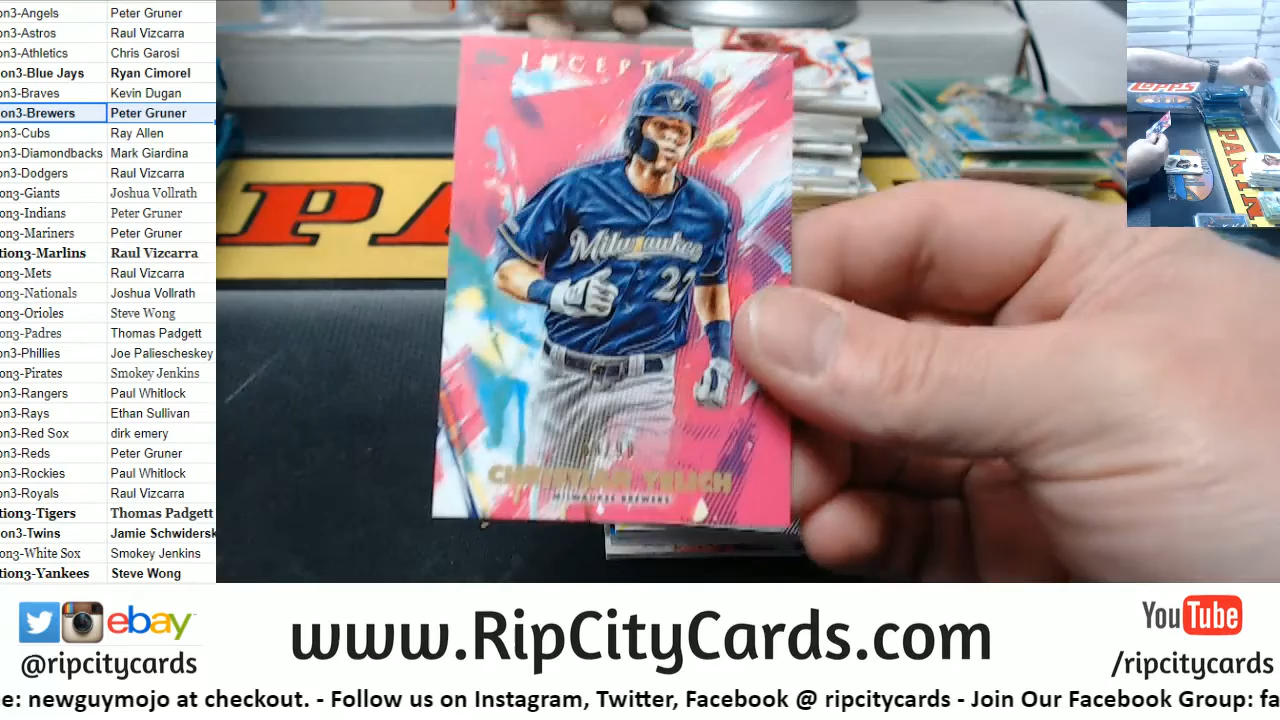 on3-Angels Peter Gruner
on3-Astros Raul Vizcarra
on3-Athletics Chris Garosi
on3-Blue Jays Ryan Cimorel
on3-Braves Kevin Dugan
on3-Brewers Peter Gruner
on3-Cubs Ray Allen
on3-Diamondbacks Mark Giardina
on3-Dodgers Raul Vizcarra
on3-Giants Joshua Vollrath
on3-Indians Peter Gruner
on3-Mariners Peter Gruner
tion3-Marlins Raul Vizcarra
on3-Mets Raul Vizcarra
on3-Nationals Joshua Vollrath
on3-Orioles Steve Wong
on3-Padres Thomas Padgett
on3-Phillies Joe Paliescheskey
on3-Pirates Smokey Jenkins
on3-Rangers Paul Whitlock
on3-Rays Ethan Sullivan
on3-Red Sox dirk emery
on3-Reds Peter Gruner
on3-Rockies Paul Whitlock
on3-Royals Raul Vizcarra
tion3-Tigers Thomas Padgett
on3-Twins Jamie Schwidersk
on3-White Sox Smokey Jenkins
tion3-Yankees Steve Wong
Milwaukee
27
CHRISTIAN YELICH
MILWAUKEE BREWERS
PA
PANINI
ebay
@ripcitycards
www.RipCityCards.com
YouTube
/ripcitycards
e: newguymojo at checkout. - Follow us on Instagram, Twitter, Facebook @ ripcitycards - Join Our Facebook Group: fa